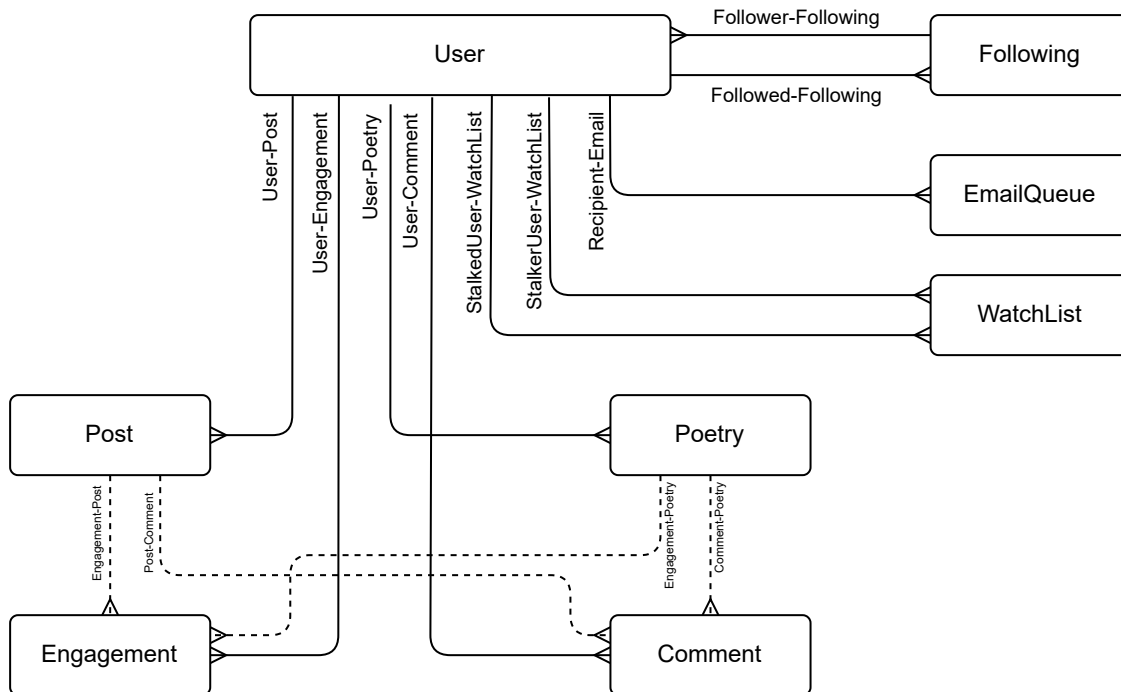 Follower-Following
User
Following
Followed-Following
User-Post
User-Engagement
User-Poetry
User-Comment
StalkedUser-WatchList
StalkerUser-WatchList
Recipient-Email
EmailQueue
WatchList
Post
Poetry
Engagement-Post
Post-Comment
Engagement-Poetry
Comment-Poetry
Engagement
Comment